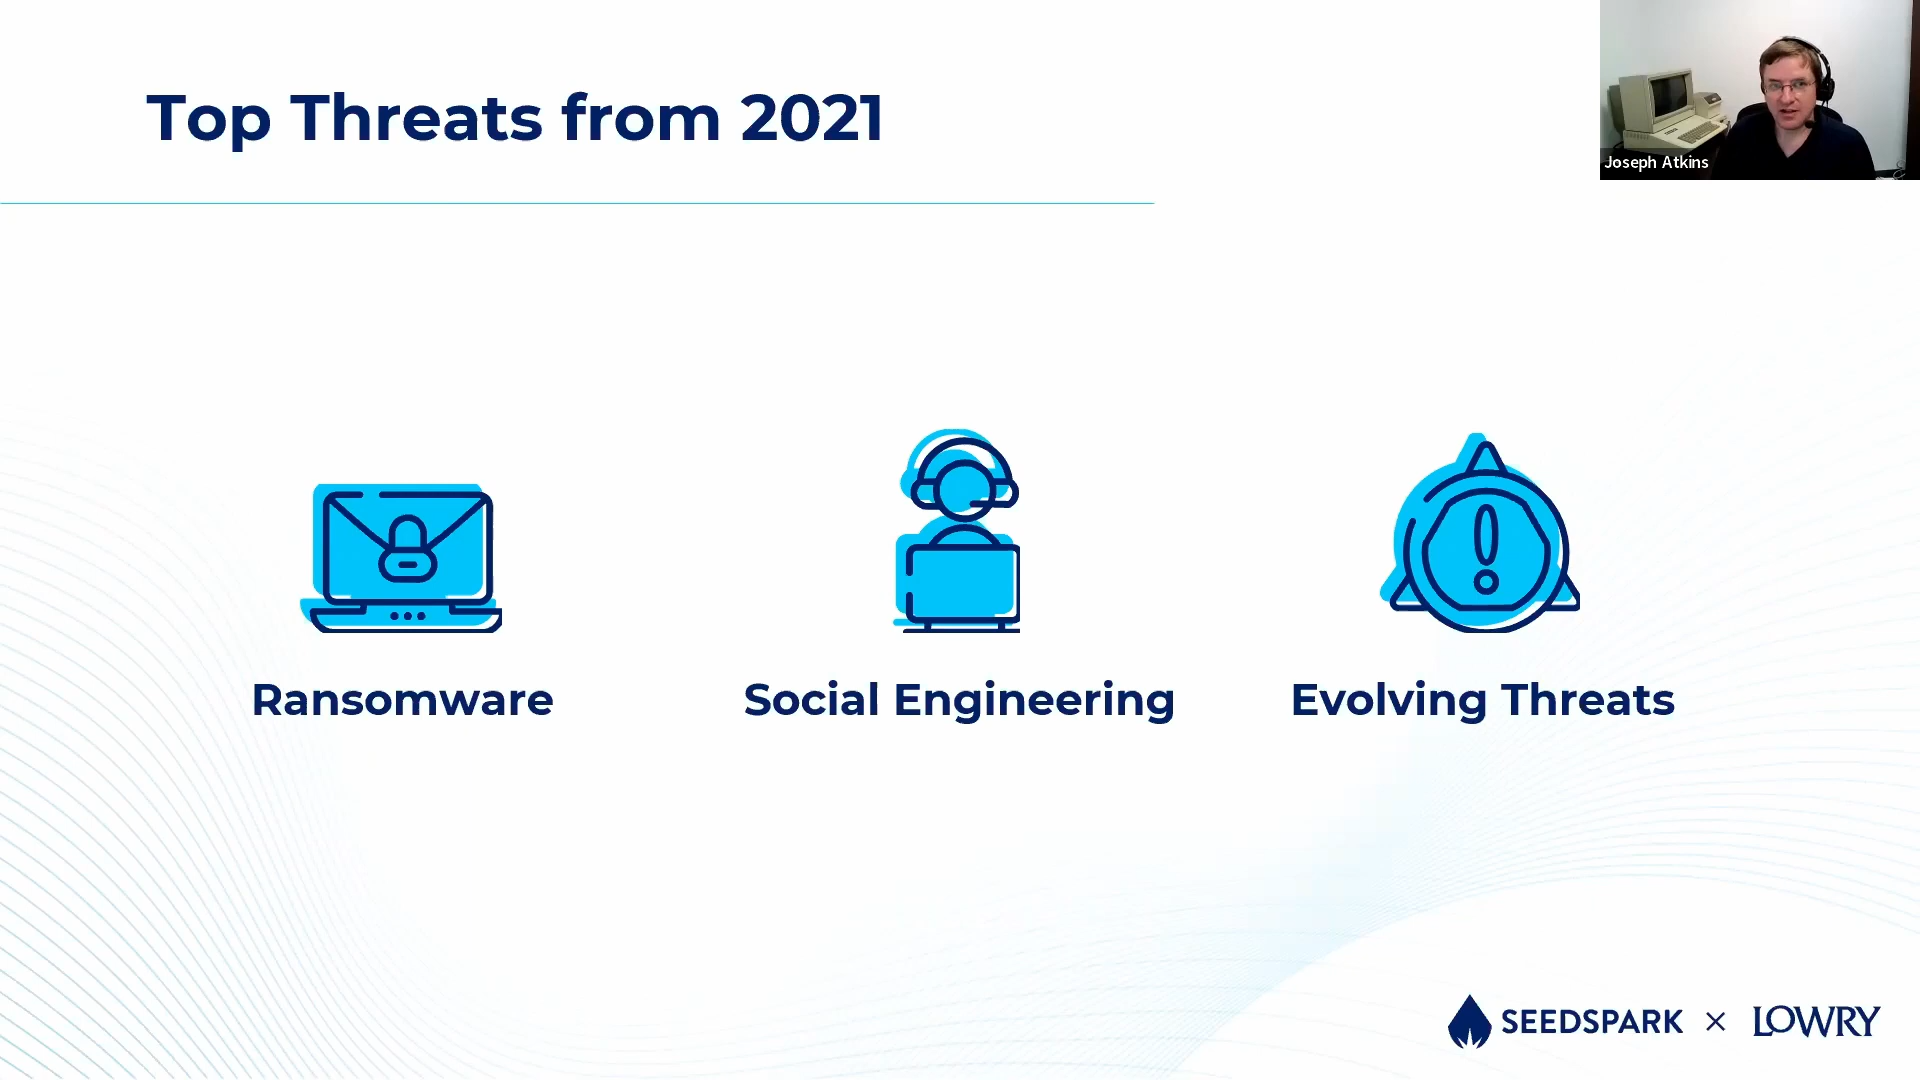 Top Threats from 2021
Joseph Atkins
Ransomware
Social Engineering
Evolving Threats
SEEDSPARK × LOWRY